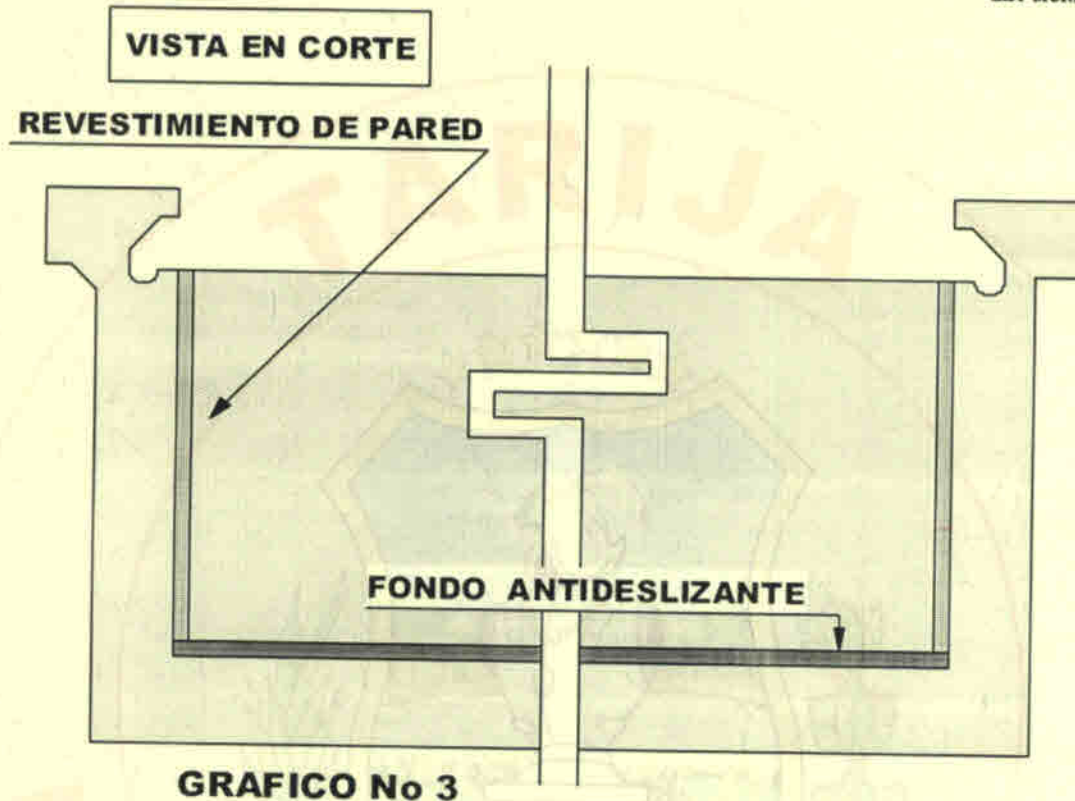 VISTA EN CORTE
REVESTIMIENTO DE PARED
TARIJA
FONDO ANTIDESLIZANTE
GRAFICO No 3